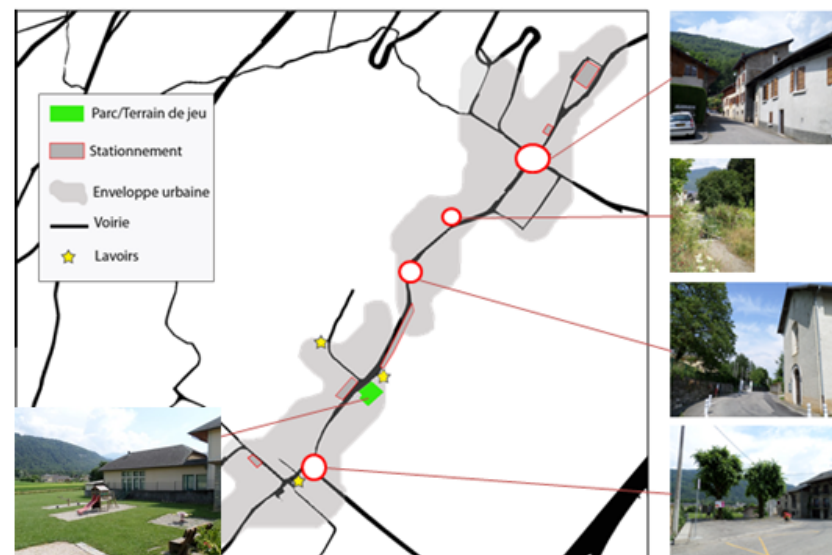 Parc/Terrain de jeu
Stationnement
Enveloppe urbaine
Voirie
Lavoirs